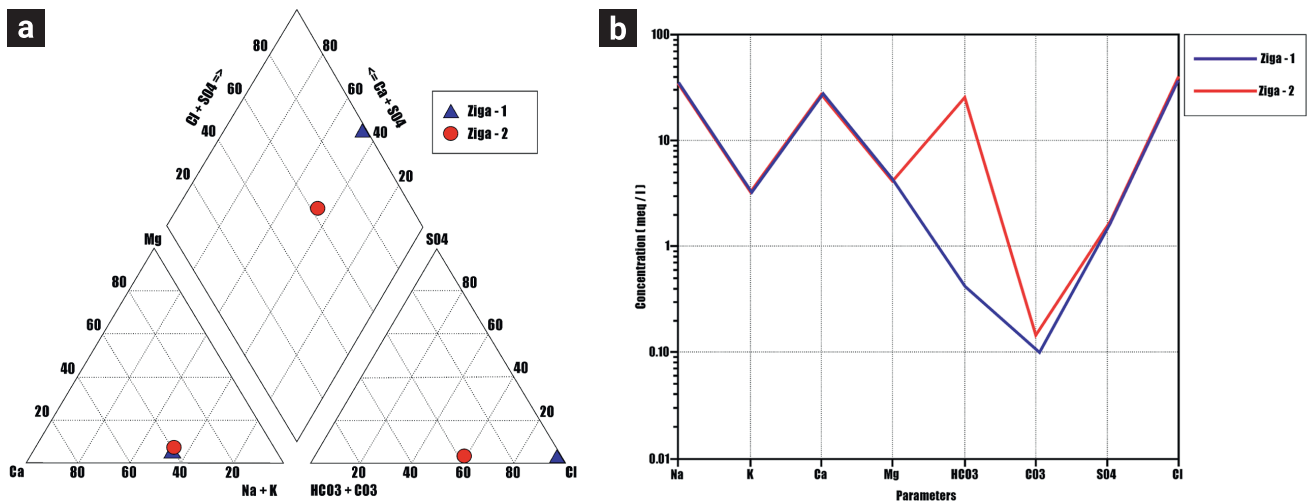 a
80 80
60 60
Cl + SO4 =>
<= Ca + SO4
40 40
20 20
Ziga - 1
Ziga - 2
Mg SO4
80 80
60 60
40 40
20 20
Ca 80 60 40 20 20 40 60 80 Cl
Na + K HCO3 + CO3
b
100
10
1
0.10
0.01
Concentration ( meq / l )
Na K Ca Mg HCO3 CO3 SO4 Cl
Parameters
Ziga - 1
Ziga - 2